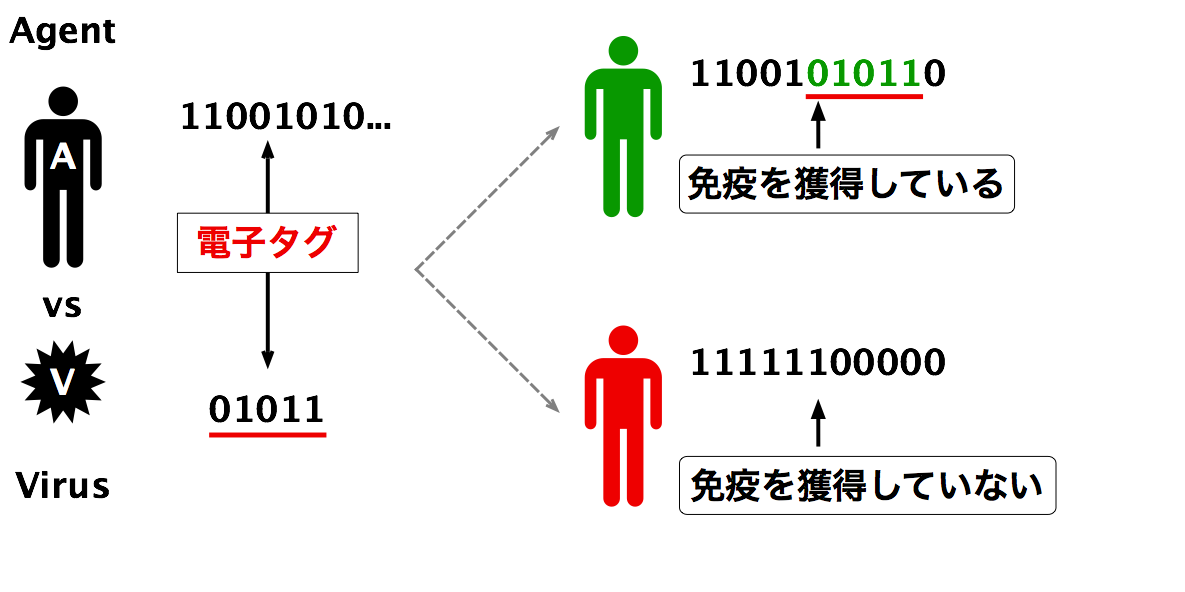 Agent
A
vs
V
Virus
11001010...
電子タグ
01011
11001010110
免疫を獲得している
11111100000
免疫を獲得していない